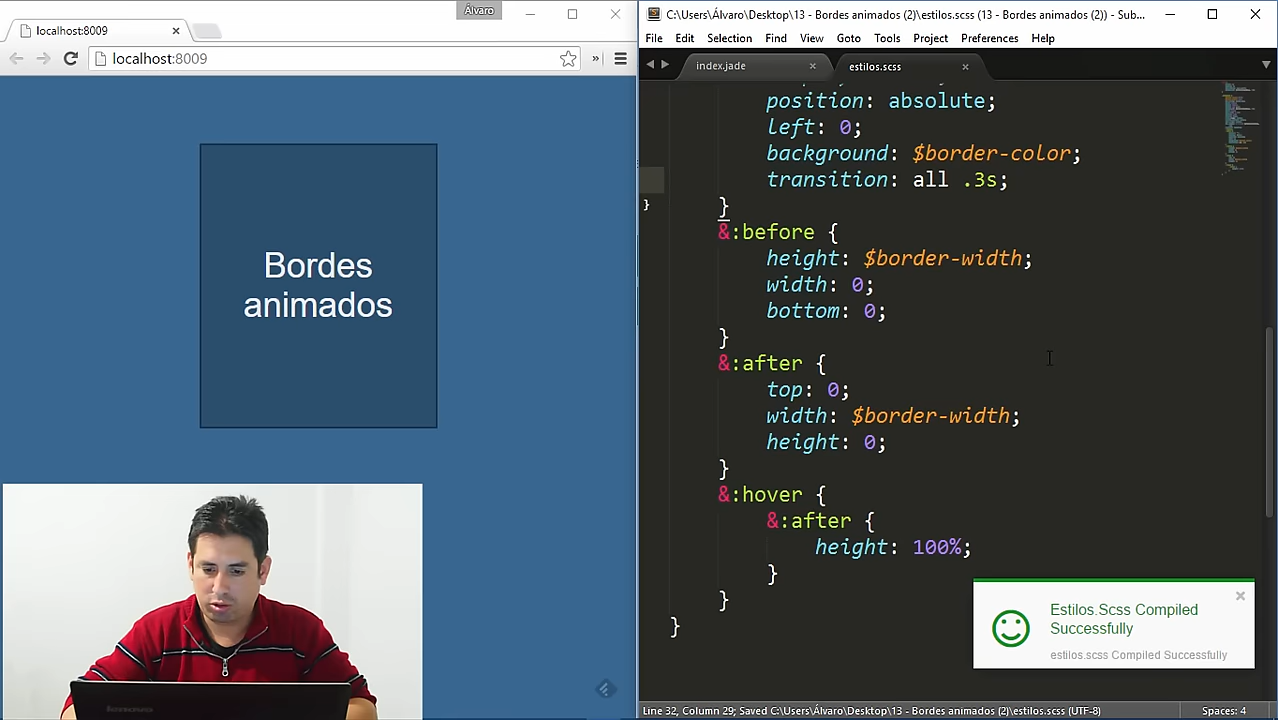 Álvaro
localhost:8009
localhost:8009
Bordes
animados
C:\Users\Álvaro\Desktop\13 - Bordes animados (2)\estilos.scss (13 - Bordes animados (2)) - Sub...
File Edit Selection Find View Goto Tools Project Preferences Help
index.jade
estilos.scss
position: absolute;
left: 0;
background: $border-color;
transition: all .3s;
}
}
&:before {
height: $border-width;
width: 0;
bottom: 0;
}
&:after {
top: 0;
width: $border-width;
height: 0;
}
&:hover {
&:after {
height: 100%;
}
}
}
Estilos.Scss Compiled
Successfully
estilos.scss Compiled Successfully
Line 32, Column 29; Saved C:\Users\Álvaro\Desktop\13 - Bordes animados (2)\estilos.scss (UTF-8)
Spaces: 4